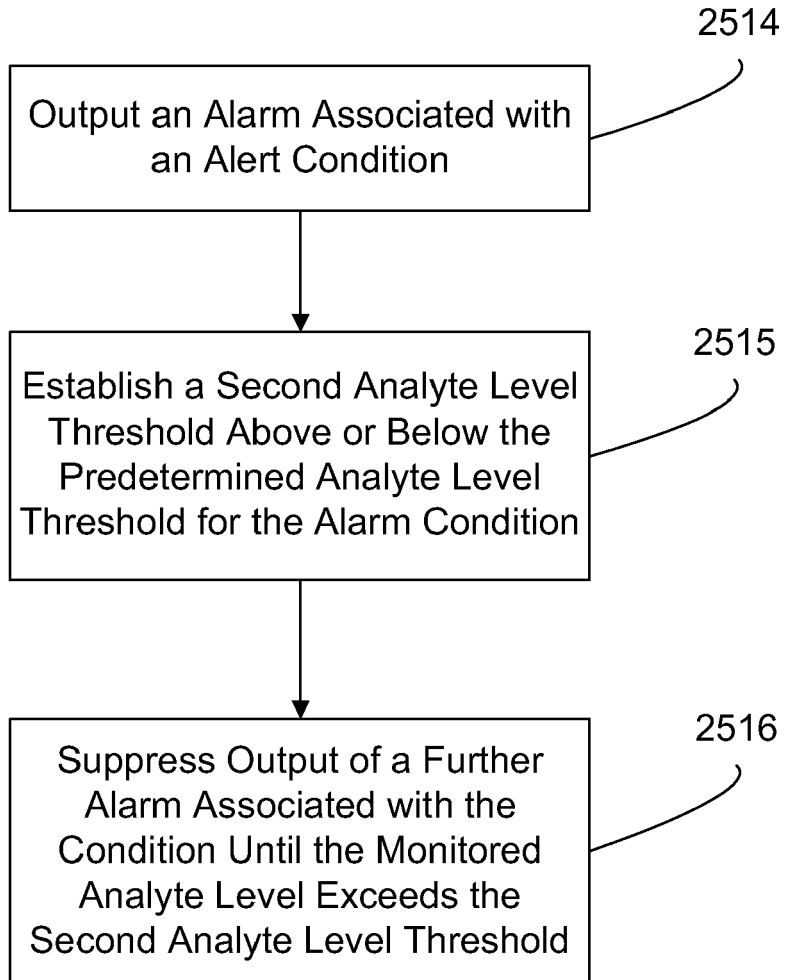 2514
Output an Alarm Associated with
an Alert Condition
2515
Establish a Second Analyte Level
Threshold Above or Below the
Predetermined Analyte Level
Threshold for the Alarm Condition
2516
Suppress Output of a Further
Alarm Associated with the
Condition Until the Monitored
Analyte Level Exceeds the
Second Analyte Level Threshold